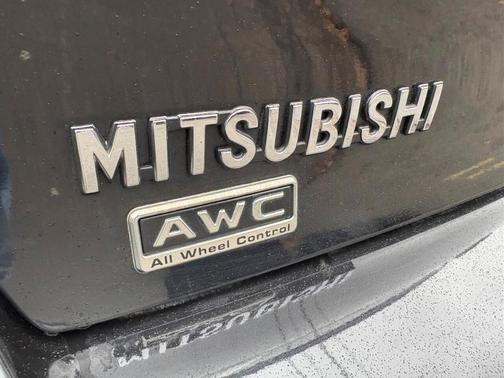 MITSUBISHI
AWC
All Wheel Control